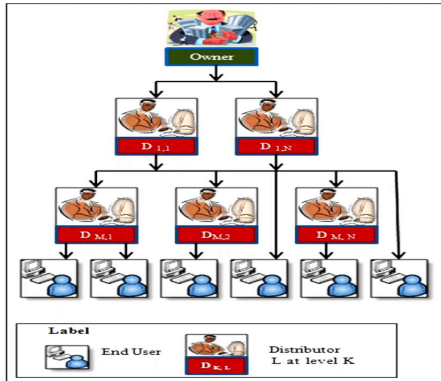 Owner
D 1,1 D 1,N
D M,1 DM,2 D M, N
Label
End User
D K, L
Distributor
L at level K